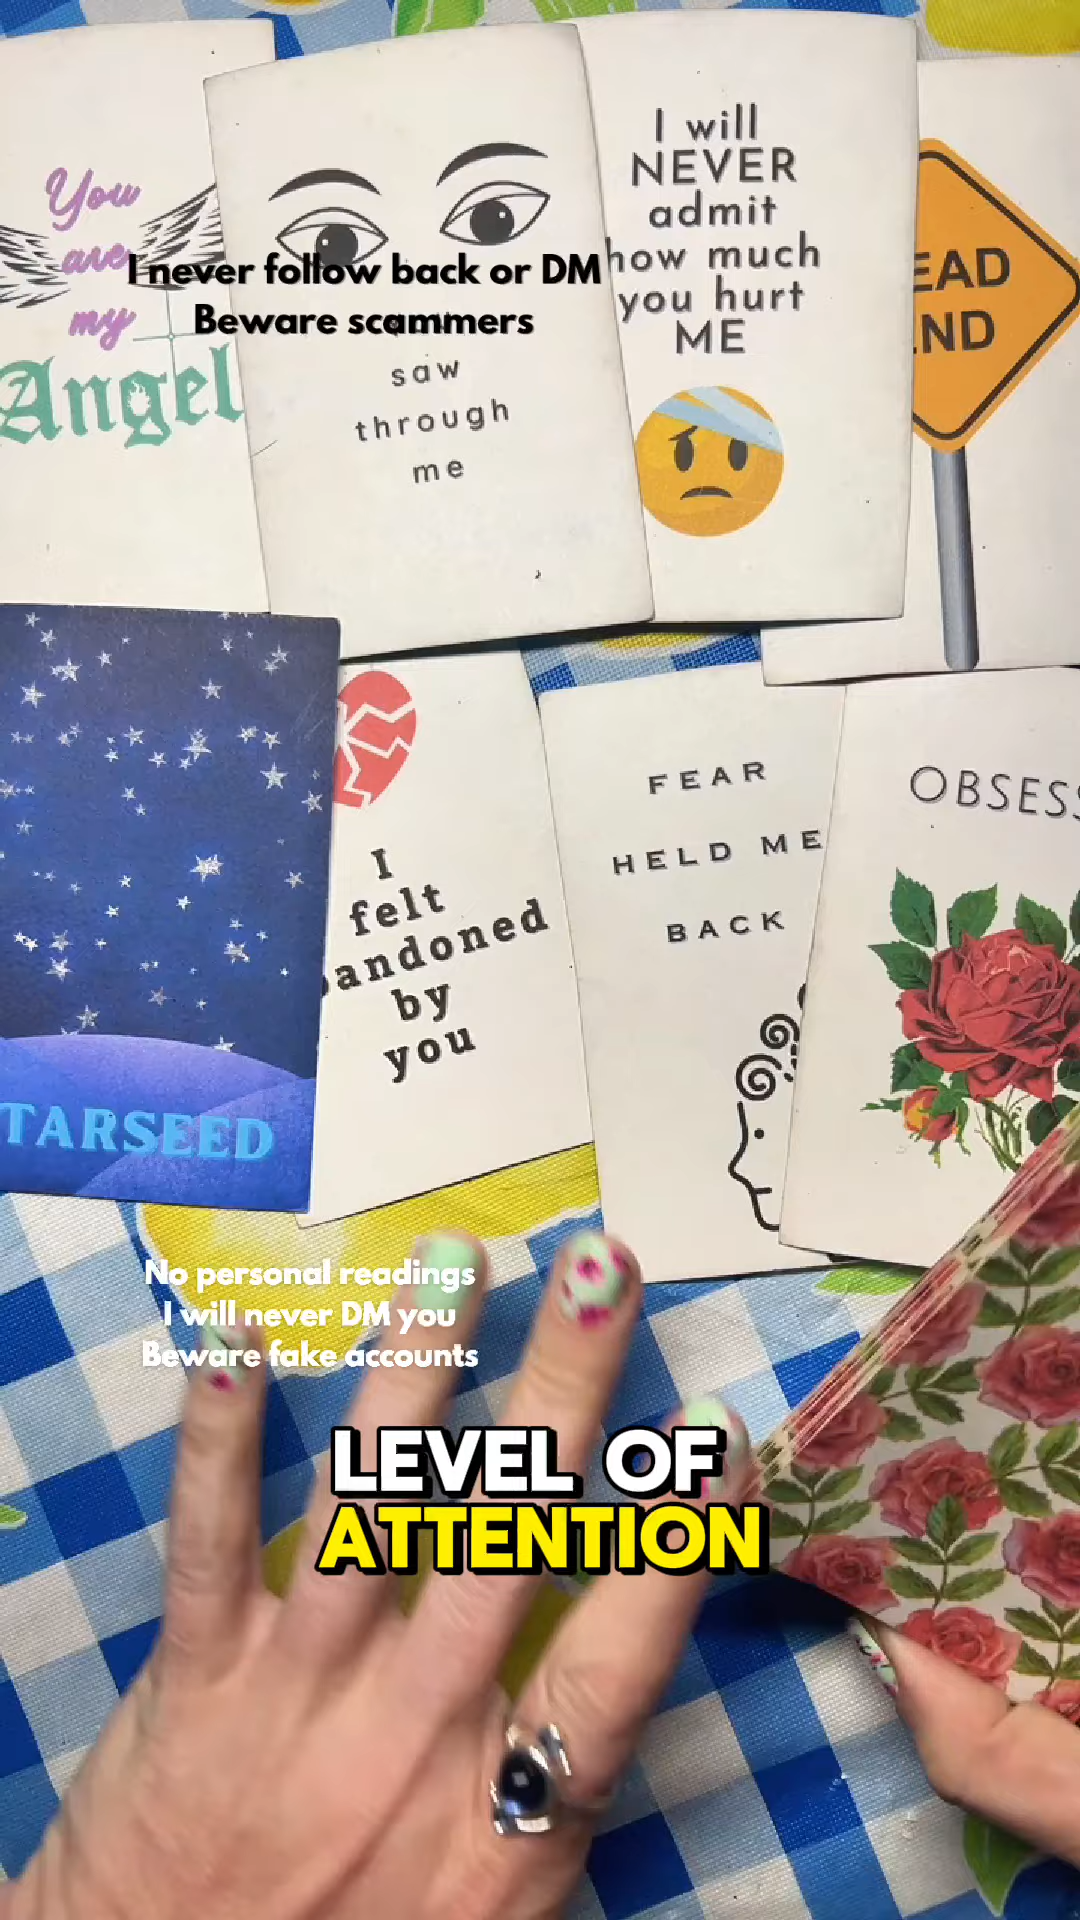 You
are
my
Angel
I never follow back or DM
Beware scammers
saw
through
me
I will
NEVER
admit
how much
you hurt
ME
EAD
END
TARSEED
I
felt
bandoned
by
you
FEAR
HELD ME
BACK
OBSESS
No personal readings
I will never DM you
Beware fake accounts
LEVEL OF
ATTENTION